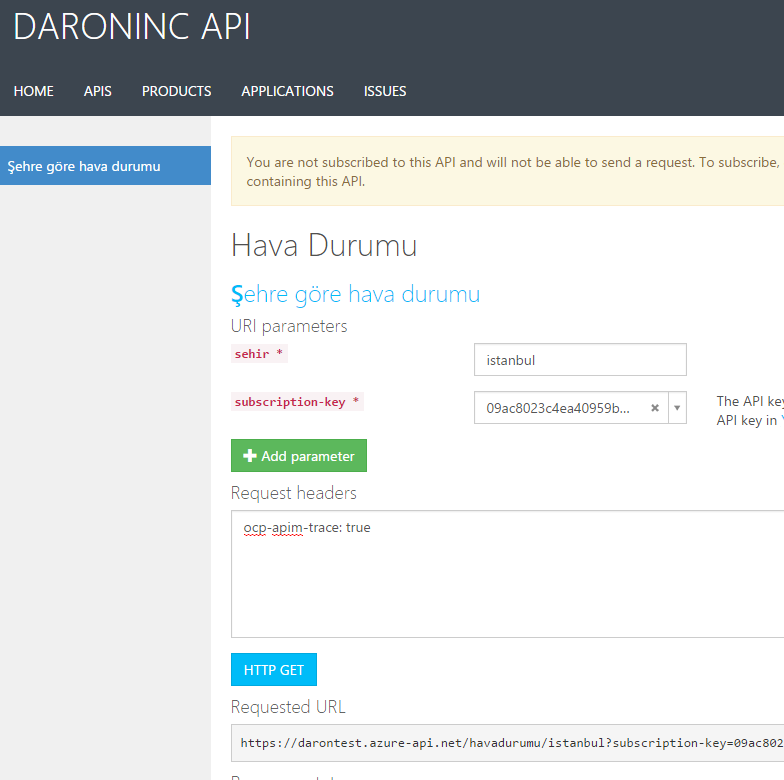 DARONINC API
HOME APIS PRODUCTS APPLICATIONS ISSUES
Şehre göre hava durumu
You are not subscribed to this API and will not be able to send a request. To subscribe,
containing this API.
Hava Durumu
Şehre göre hava durumu
URI parameters
sehir *
istanbul
subscription-key *
09ac8023c4ea40959b...
The API key
API key in
+ Add parameter
Request headers
ocp-apim-trace: true
HTTP GET
Requested URL
https://darontest.azure-api.net/havadurumu/istanbul?subscription-key=09ac802